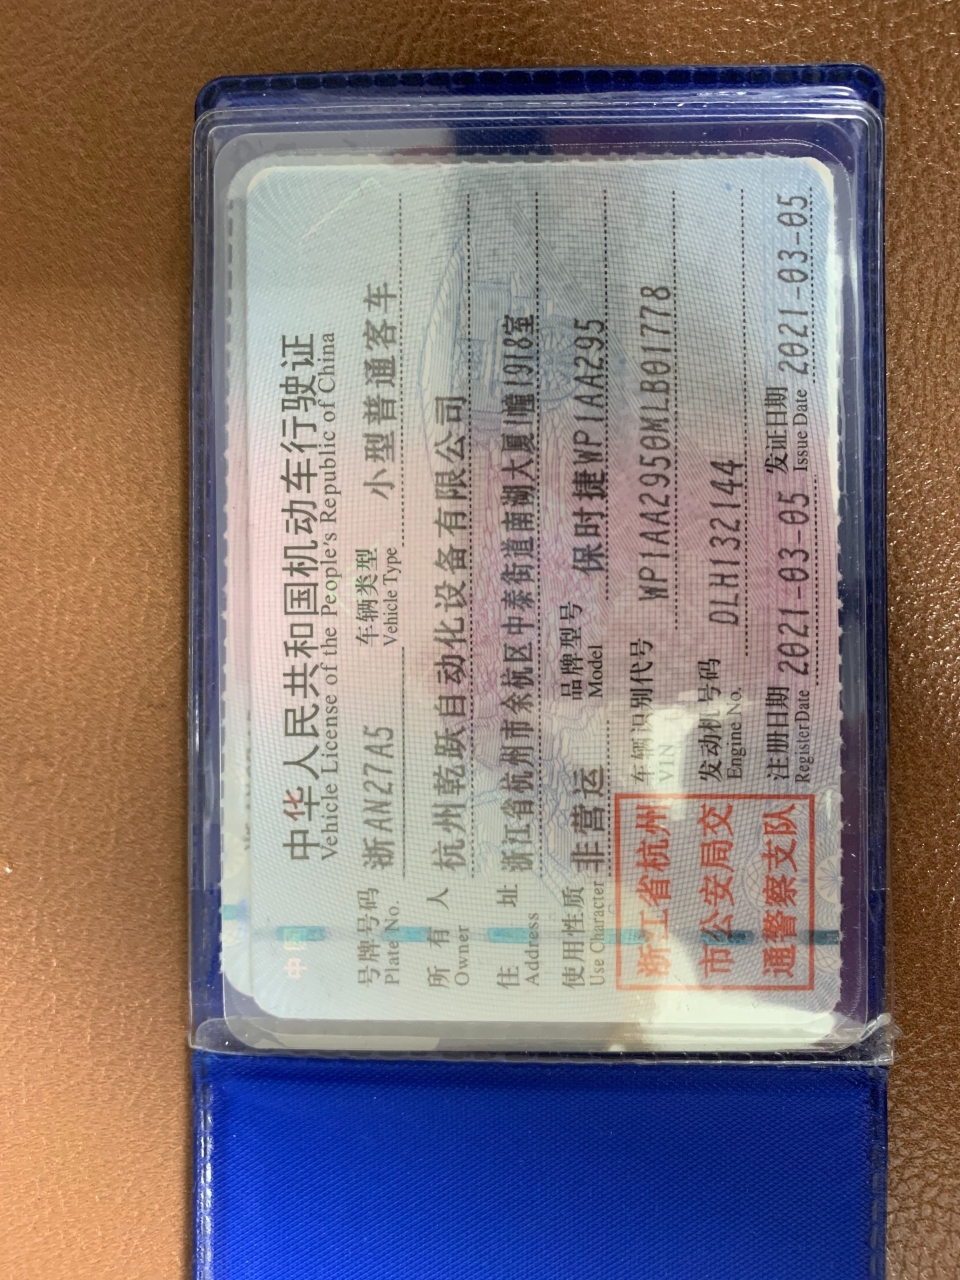 中华人民共和国机动车行驶证
Vehicle License of the People's Republic of China
号牌号码 浙AN27A5 车辆类型 小型普通客车
Plate No. Vehicle Type
所有人 杭州乾跃自动化设备有限公司
Owner
住址 浙江省杭州市余杭区中泰街道南湖大厦1幢1918室
Address
使用性质 非营运 品牌型号 保时捷WP1AA295
Use Character Model
车辆识别代号 WP1AA2950MLB01778
VIN
发动机号码 DLH132144
Engine No.
注册日期 2021-03-05 发证日期 2021-03-05
Register Date Issue Date
浙江省杭州
市公安局交
通警察支队